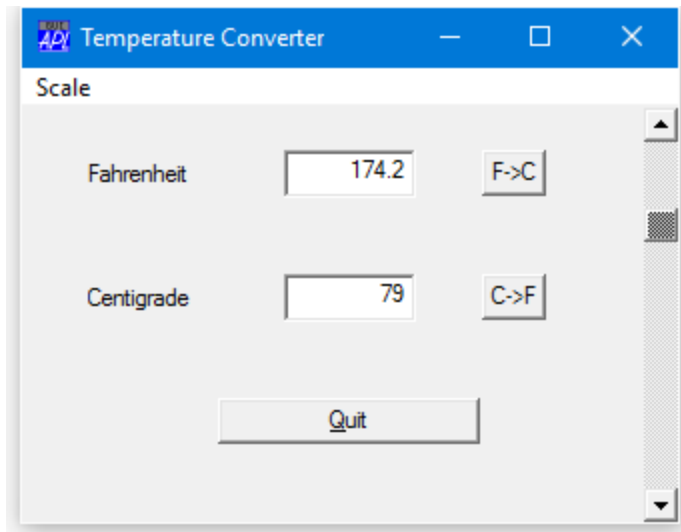 Temperature Converter
Scale
Fahrenheit 174.2 F->C
Centigrade 79 C->F
Quit